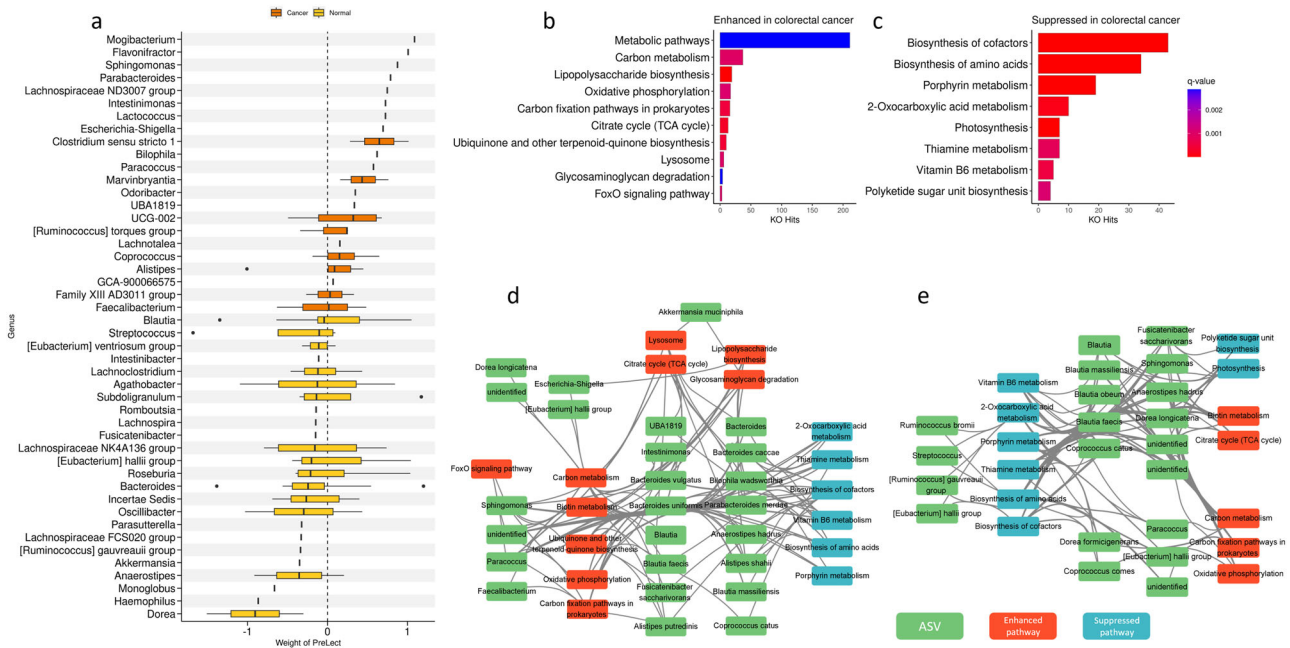 a
Cancer Normal
Mogibacterium
Flavonifractor
Sphingomonas
Parabacteroides
Lachnospiraceae ND3007 group
Intestinimonas
Lactococcus
Escherichia-Shigella
Clostridium sensu stricto 1
Bilophila
Paracoccus
Marvinbryantia
Odoribacter
UBA1819
UCG-002
[Ruminococcus] torques group
Lachnotalea
Coprococcus
Alistipes
GCA-900066575
Family XIII AD3011 group
Faecalibacterium
Blautia
Streptococcus
[Eubacterium] ventriosum group
Intestinibacter
Lachnoclostridium
Agathobacter
Subdoligranulum
Romboutsia
Lachnospira
Fusicatenibacter
Lachnospiraceae NK4A136 group
[Eubacterium] hallii group
Roseburia
Bacteroides
Incertae Sedis
Oscillibacter
Parasutterella
Lachnospiraceae FCS020 group
[Ruminococcus] gauvreauii group
Akkermansia
Anaerostipes
Monoglobus
Haemophilus
Dorea
Genus
-1 0 1
Weight of PreLect
b
Enhanced in colorectal cancer
Metabolic pathways
Carbon metabolism
Lipopolysaccharide biosynthesis
Oxidative phosphorylation
Carbon fixation pathways in prokaryotes
Citrate cycle (TCA cycle)
Ubiquinone and other terpenoid-quinone biosynthesis
Lysosome
Glycosaminoglycan degradation
FoxO signaling pathway
0 50 100 150 200
KO Hits
c
Suppressed in colorectal cancer
Biosynthesis of cofactors
Biosynthesis of amino acids
Porphyrin metabolism
2-Oxocarboxylic acid metabolism
Photosynthesis
Thiamine metabolism
Vitamin B6 metabolism
Polyketide sugar unit biosynthesis
0 10 20 30 40
KO Hits
q-value
0.002
0.001
d
Akkermansia muciniphila
Lysosome
Citrate cycle (TCA cycle)
Lipopolysaccharide
biosynthesis
Glycosaminoglycan degradation
Dorea longicatena
unidentified
Escherichia-Shigella
[Eubacterium] hallii group
UBA1819
Intestinimonas
Bacteroides vulgatus
Bacteroides uniformis
Blautia
Blautia faecis
Fusicatenibacter
saccharivorans
Alistipes putredinis
Bacteroides
Bacteroides caccae
Bilophila wadsworthia
Parabacteroides merdae
Anaerostipes hadrus
Alistipes shahii
Blautia massiliensis
Coprococcus catus
2-Oxocarboxylic acid
metabolism
Thiamine metabolism
Biosynthesis of cofactors
Vitamin B6 metabolism
Biosynthesis of amino acids
Porphyrin metabolism
FoxO signaling pathway
Sphingomonas
unidentified
Paracoccus
Faecalibacterium
Carbon metabolism
Biotin metabolism
Ubiquinone and other
terpenoid-quinone biosynthesis
Oxidative phosphorylation
Carbon fixation pathways in
prokaryotes
e
Ruminococcus bromii
Streptococcus
[Ruminococcus] gauvreauii
group
[Eubacterium] hallii group
Vitamin B6 metabolism
2-Oxocarboxylic acid
metabolism
Porphyrin metabolism
Thiamine metabolism
Biosynthesis of amino acids
Biosynthesis of cofactors
Blautia
Blautia massiliensis
Blautia obeum
Blautia faecis
Coprococcus catus
Dorea formicigenerans
Coprococcus comes
Fusicatenibacter
saccharivorans
Sphingomonas
Anaerostipes hadrus
Dorea longicatena
unidentified
unidentified
Paracoccus
[Eubacterium] hallii group
unidentified
Polyketide sugar unit
biosynthesis
Photosynthesis
Biotin metabolism
Citrate cycle (TCA cycle)
Carbon metabolism
Carbon fixation pathways in
prokaryotes
Oxidative phosphorylation
ASV
Enhanced
pathway
Suppressed
pathway